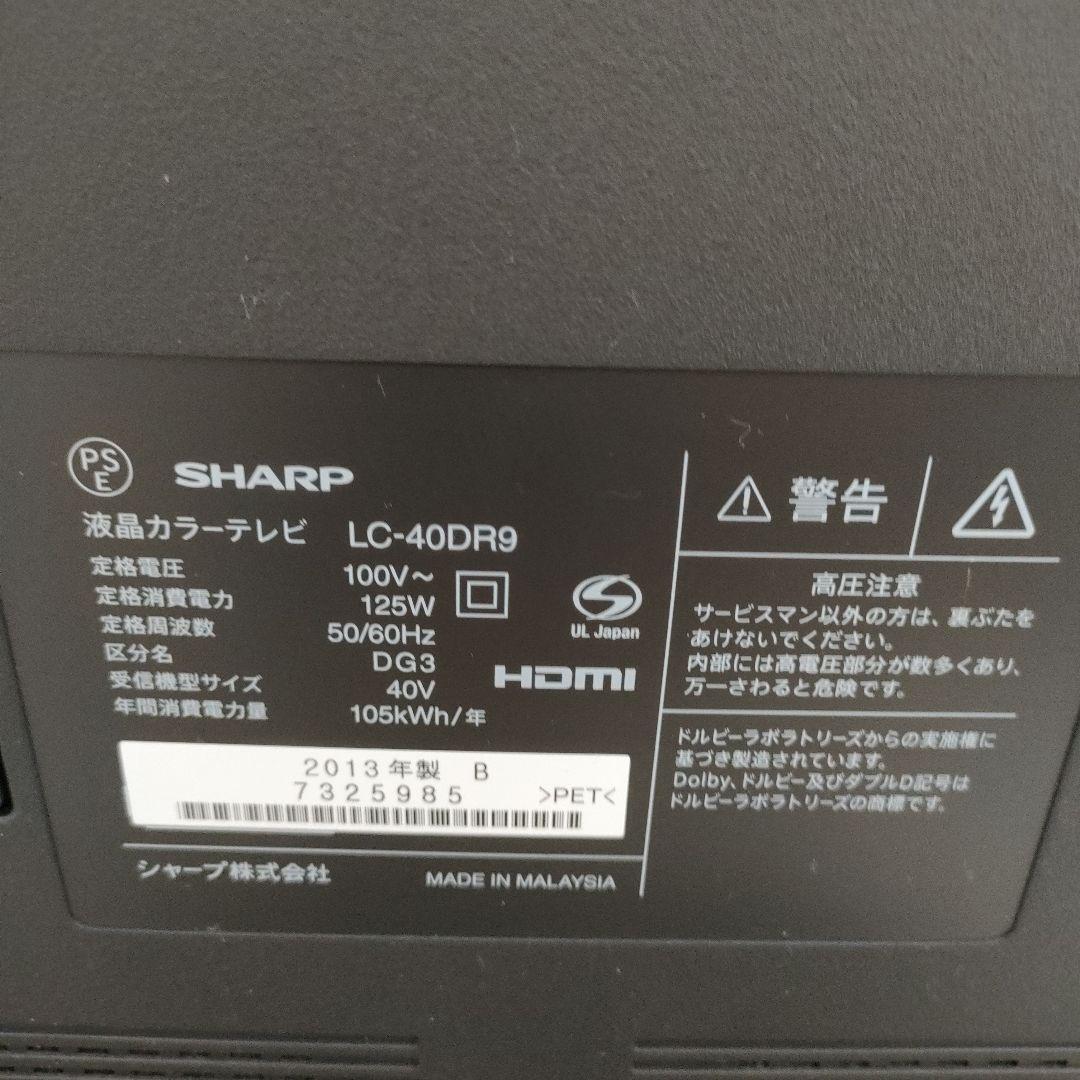 PS
E
SHARP
液晶カラーテレビ LC-40DR9
定格電圧 100V～
定格消費電力 125W
定格周波数 50/60Hz
区分名 DG3
受信機型サイズ 40V
年間消費電力量 105kWh/年
S
UL Japan
HDMI
2013年製 B
7325985 >PET<
シャープ株式会社 MADE IN MALAYSIA
警告
高圧注意
サービスマン以外の方は、裏ぶたを
あけないでください。
内部には高電圧部分が数多くあり、
万一さわると危険です。
ドルビーラボラトリーズからの実施権に
基づき製造されています。
Dolby、ドルビー及びダブルD記号は
ドルビーラボラトリーズの商標です。